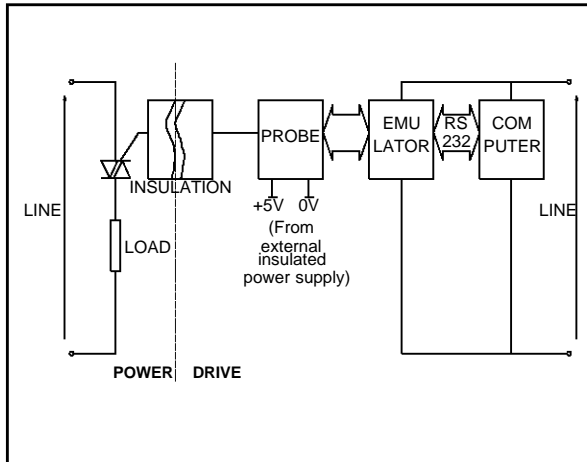 PROBE
EMU
LATOR
RS
232
COM
PUTER
INSULATION
LINE
+5V 0V
LINE
LOAD
(From
external
insulated
power supply)
POWER DRIVE